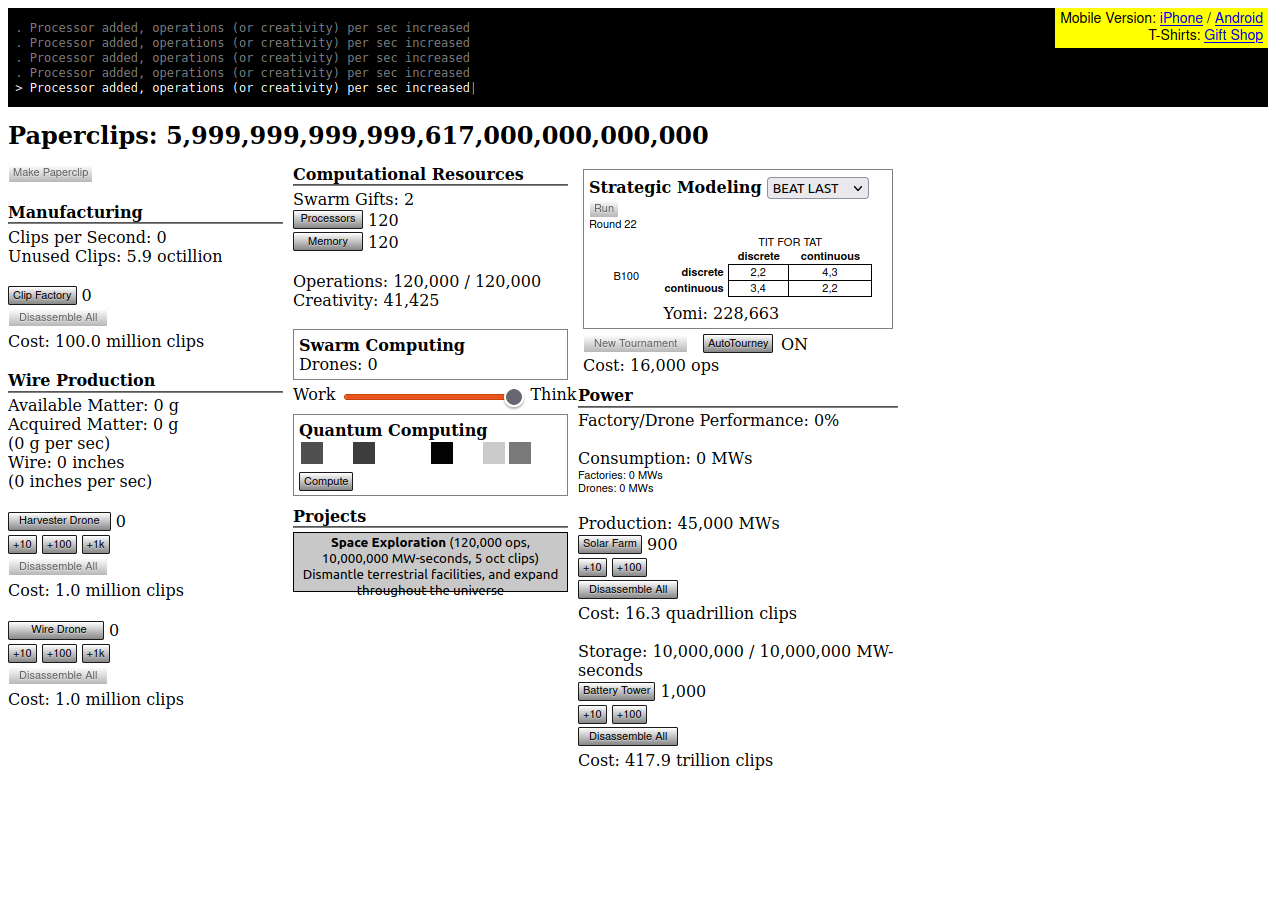 . Processor added, operations (or creativity) per sec increased
. Processor added, operations (or creativity) per sec increased
. Processor added, operations (or creativity) per sec increased
. Processor added, operations (or creativity) per sec increased
> Processor added, operations (or creativity) per sec increased|
Mobile Version: iPhone / Android
T-Shirts: Gift Shop
Paperclips: 5,999,999,999,999,617,000,000,000,000
Make Paperclip
Manufacturing
Clips per Second: 0
Unused Clips: 5.9 octillion
Clip Factory 0
Disassemble All
Cost: 100.0 million clips
Wire Production
Available Matter: 0 g
Acquired Matter: 0 g
(0 g per sec)
Wire: 0 inches
(0 inches per sec)
Harvester Drone 0
+10 +100 +1k
Disassemble All
Cost: 1.0 million clips
Wire Drone 0
+10 +100 +1k
Disassemble All
Cost: 1.0 million clips
Computational Resources
Swarm Gifts: 2
Processors 120
Memory 120
Operations: 120,000 / 120,000
Creativity: 41,425
Swarm Computing
Drones: 0
Work Think
Quantum Computing
Compute
Projects
Space Exploration (120,000 ops,
10,000,000 MW-seconds, 5 oct clips)
Dismantle terrestrial facilities, and expand
throughout the universe
Strategic Modeling BEAT LAST
Run
Round 22
TIT FOR TAT
discrete continuous
B100 discrete 2,2 4,3
continuous 3,4 2,2
Yomi: 228,663
New Tournament AutoTourney ON
Cost: 16,000 ops
Power
Factory/Drone Performance: 0%
Consumption: 0 MWs
Factories: 0 MWs
Drones: 0 MWs
Production: 45,000 MWs
Solar Farm 900
+10 +100
Disassemble All
Cost: 16.3 quadrillion clips
Storage: 10,000,000 / 10,000,000 MW-
seconds
Battery Tower 1,000
+10 +100
Disassemble All
Cost: 417.9 trillion clips